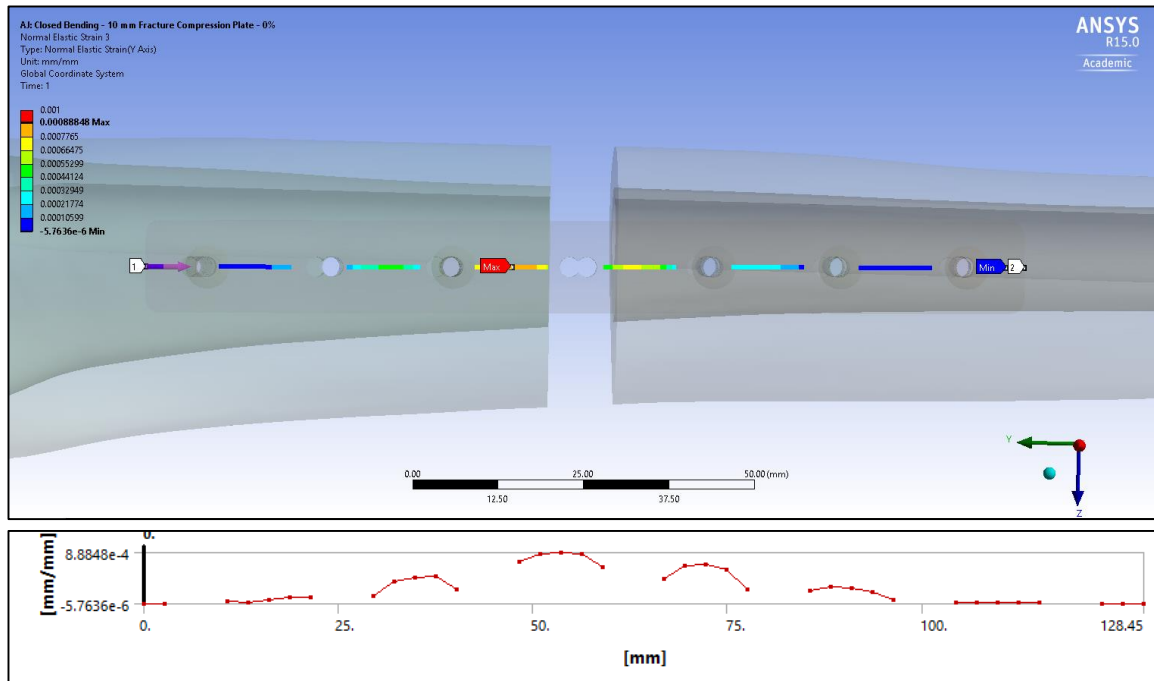 AJ: Closed Bending - 10 mm Fracture Compression Plate - 0%
Normal Elastic Strain 3
Type: Normal Elastic Strain(Y Axis)
Unit: mm/mm
Global Coordinate System
Time: 1
ANSYS
R15.0
Academic
0.001
0.00088848 Max
0.0007765
0.00066475
0.00055299
0.00044124
0.00032949
0.00021774
0.00010599
-5.7636e-6 Min
1
Max
Min
2
Y
Z
0.00
25.00
50.00 (mm)
12.50
37.50
0.
8.8848e-4
-5.7636e-6
[mm/mm]
0.
25.
50.
75.
100.
128.45
[mm]